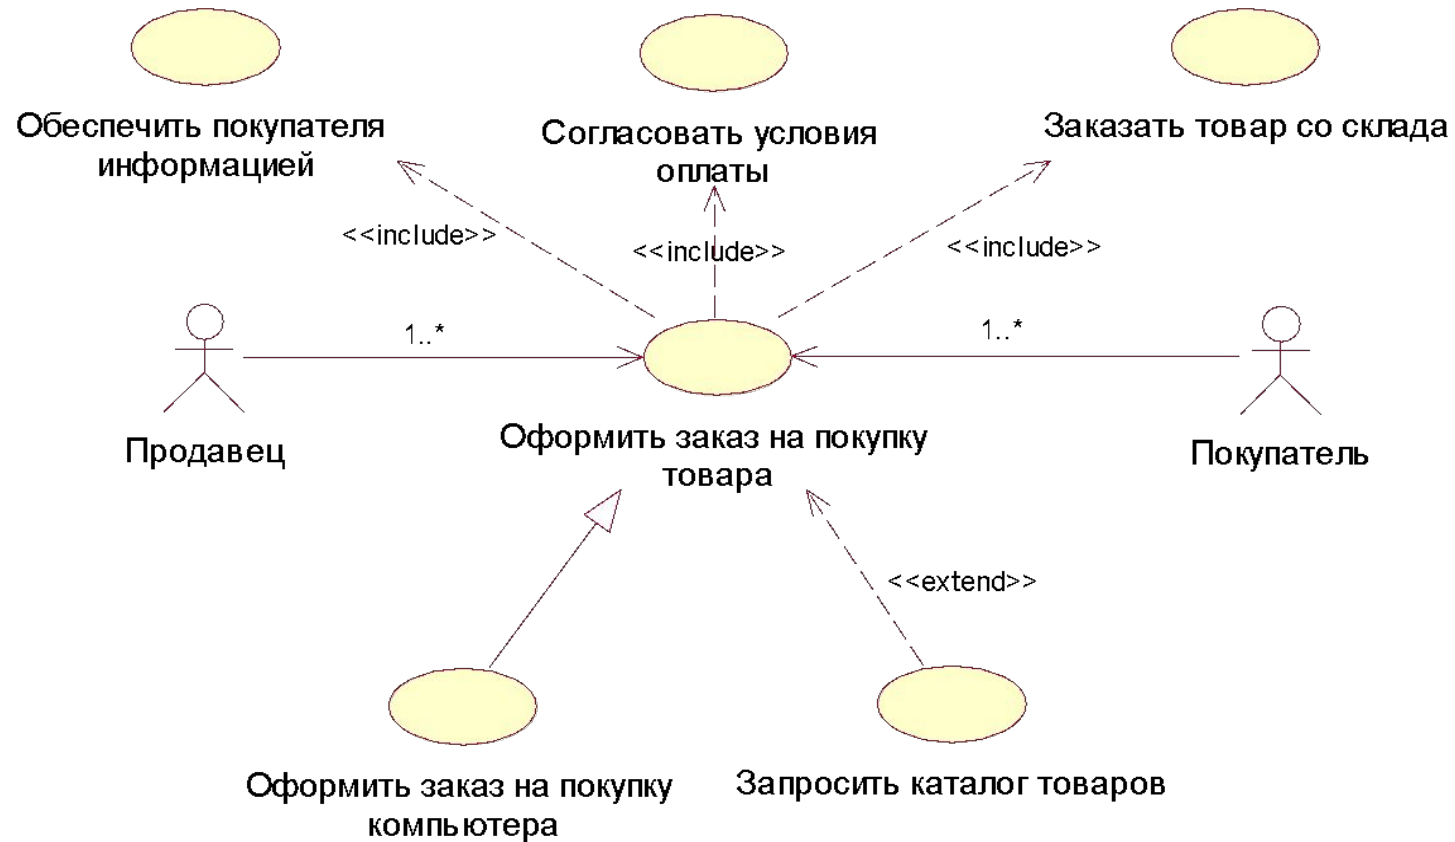 Обеспечить покупателя
информацией
Согласовать условия
оплаты
Заказать товар со склада
<<include>>
<<include>>
<<include>>
1..*
1..*
Продавец
Оформить заказ на покупку
товара
Покупатель
<<extend>>
Оформить заказ на покупку
компьютера
Запросить каталог товаров